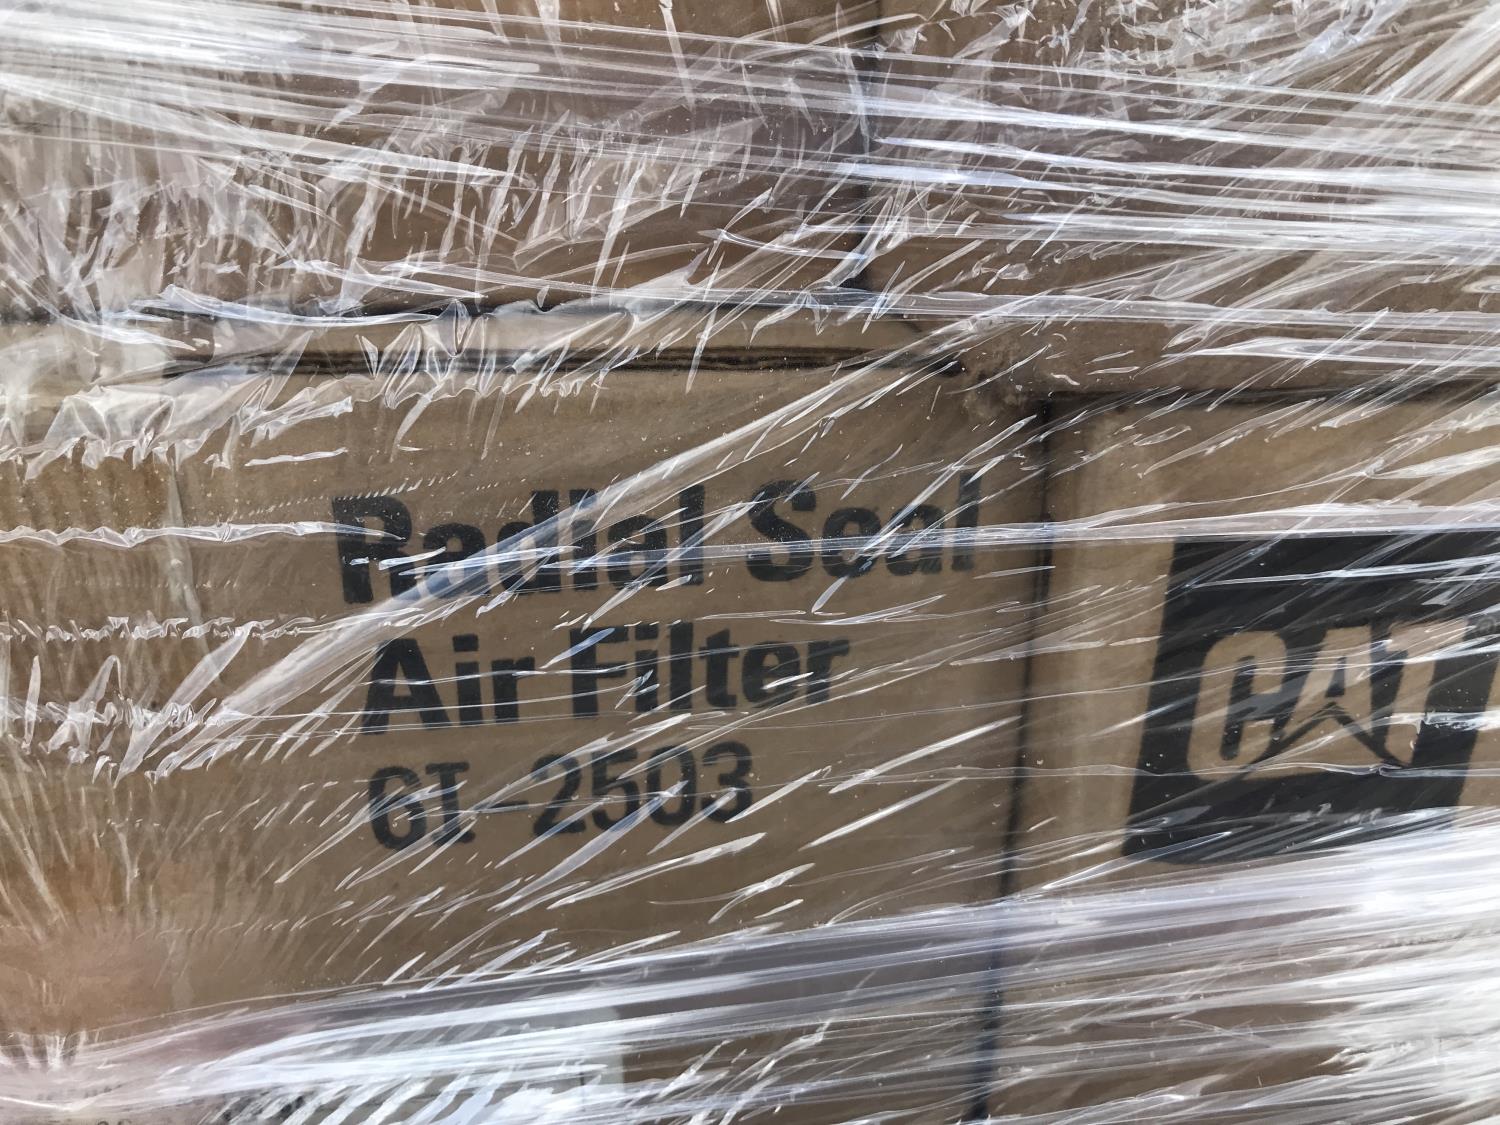 Radial Seal
Air Filter
6I-2503
CAT